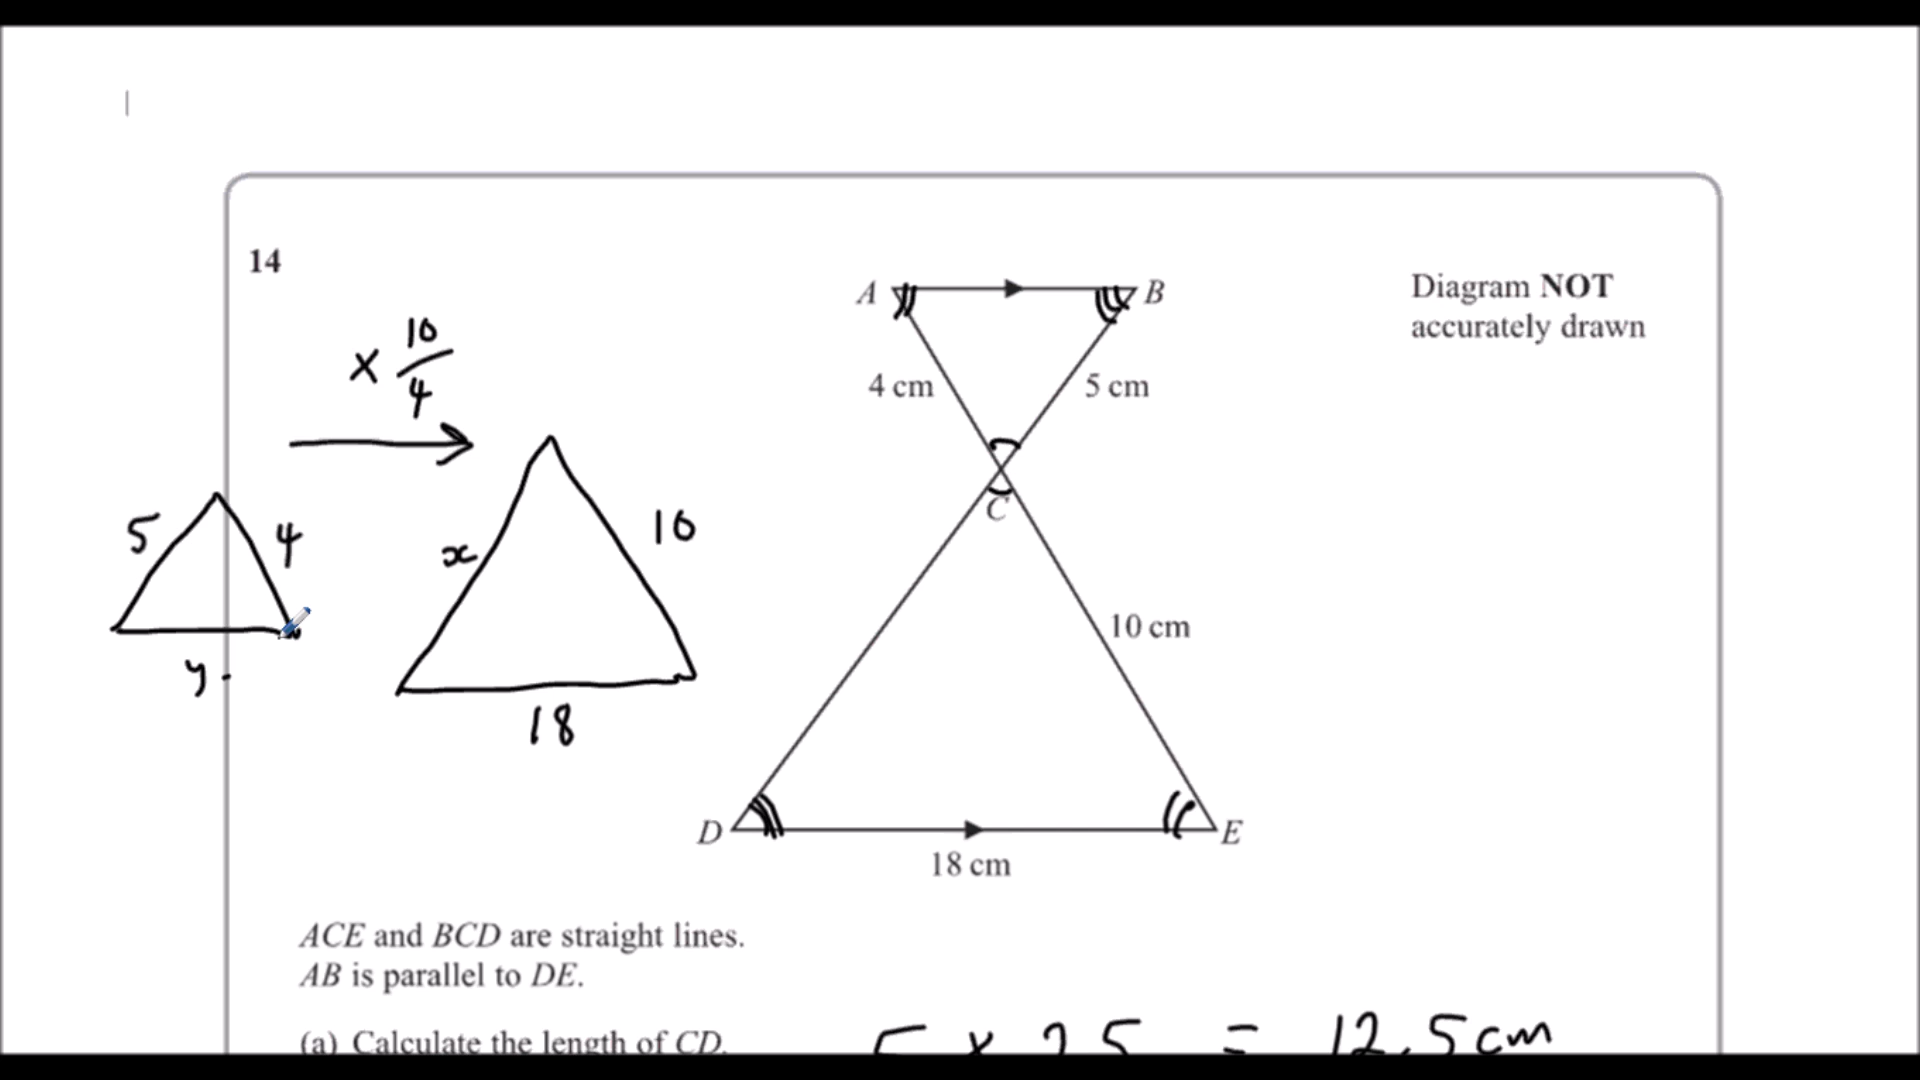 14
Diagram NOT
accurately drawn
A
B
× 10/4
4 cm
5 cm
C
5
4
x
10
10 cm
y
18
D
E
18 cm
ACE and BCD are straight lines.
AB is parallel to DE.
(a) Calculate the length of CD.
5 × 2.5 = 12.5cm